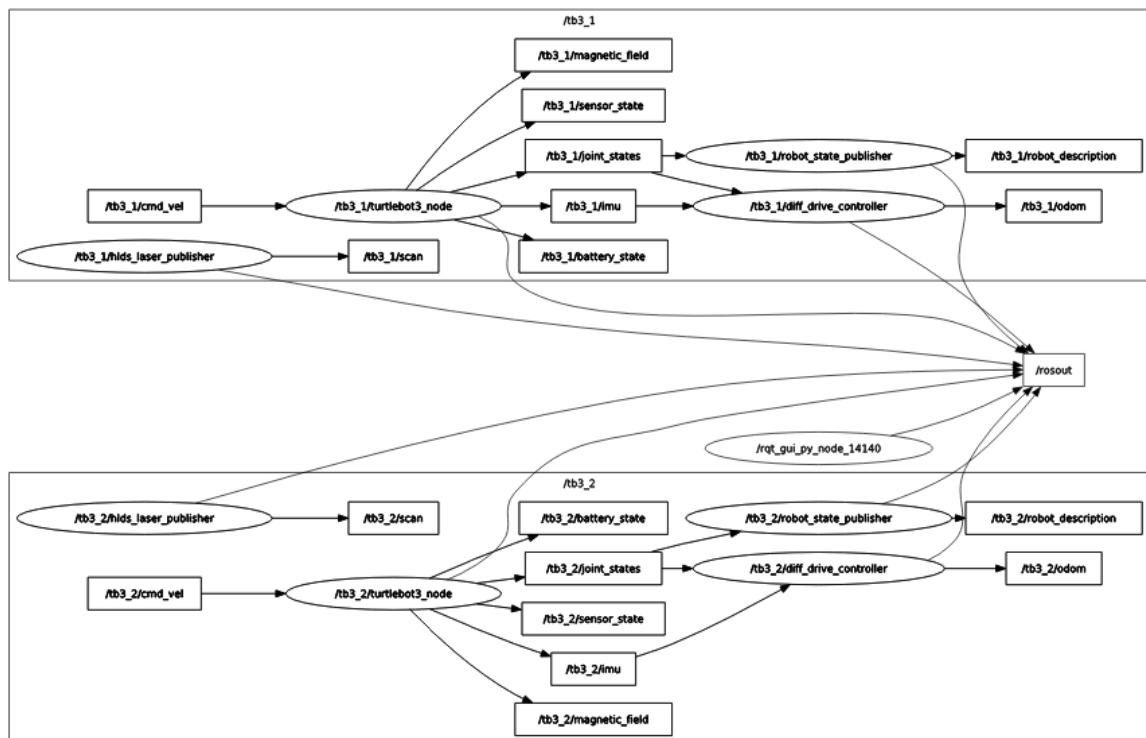 /tb3_1
/tb3_1/magnetic_field
/tb3_1/sensor_state
/tb3_1/joint_states
/tb3_1/robot_state_publisher
/tb3_1/robot_description
/tb3_1/cmd_vel
/tb3_1/turtlebot3_node
/tb3_1/imu
/tb3_1/diff_drive_controller
/tb3_1/odom
/tb3_1/hlds_laser_publisher
/tb3_1/scan
/tb3_1/battery_state
/rosout
/rqt_gui_py_node_14140
/tb3_2
/tb3_2/hlds_laser_publisher
/tb3_2/scan
/tb3_2/battery_state
/tb3_2/robot_state_publisher
/tb3_2/robot_description
/tb3_2/joint_states
/tb3_2/diff_drive_controller
/tb3_2/odom
/tb3_2/cmd_vel
/tb3_2/turtlebot3_node
/tb3_2/sensor_state
/tb3_2/imu
/tb3_2/magnetic_field